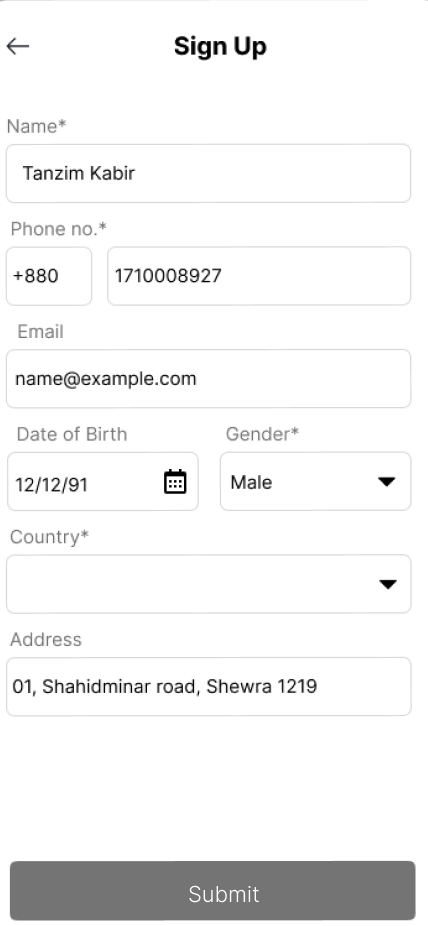 Sign Up
Name*
Tanzim Kabir
Phone no.*
+880 1710008927
Email
name@example.com
Date of Birth Gender*
12/12/91 Male
Country*
Address
01, Shahidminar road, Shewra 1219
Submit